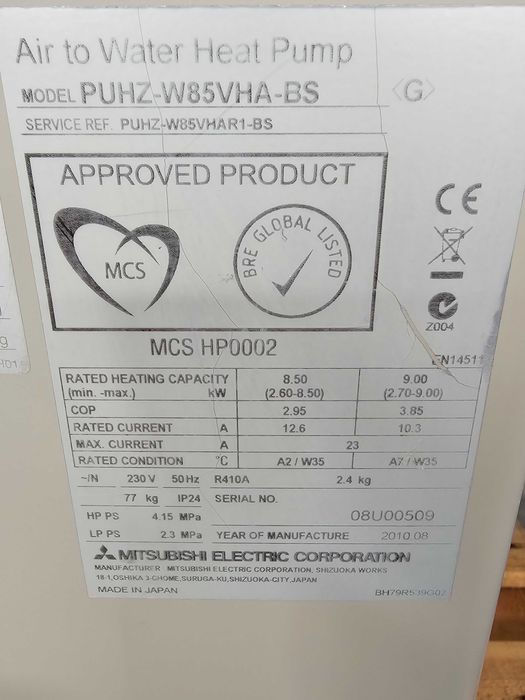 Air to Water Heat Pump
MODEL PUHZ-W85VHA-BS <G>
SERVICE REF. PUHZ-W85VHAR1-BS
APPROVED PRODUCT
MCS
BRE GLOBAL LISTED
Z004
MCS HP0002
EN14511
RATED HEATING CAPACITY 8.50 9.00
(min. -max.) kW (2.60-8.50) (2.70-9.00)
COP 2.95 3.85
RATED CURRENT A 12.6 10.3
MAX. CURRENT A 23
RATED CONDITION °C A2 / W35 A7 / W35
~/N 230 V 50 Hz R410A 2.4 kg
77 kg IP24 SERIAL NO.
08U00509
HP PS 4.15 MPa
LP PS 2.3 MPa YEAR OF MANUFACTURE 2010.08
MITSUBISHI ELECTRIC CORPORATION
MANUFACTURER MITSUBISHI ELECTRIC CORPORATION, SHIZUOKA WORKS
18-1,OSHIKA 3-CHOME,SURUGA-KU,SHIZUOKA-CITY,JAPAN
MADE IN JAPAN BH79R539G02